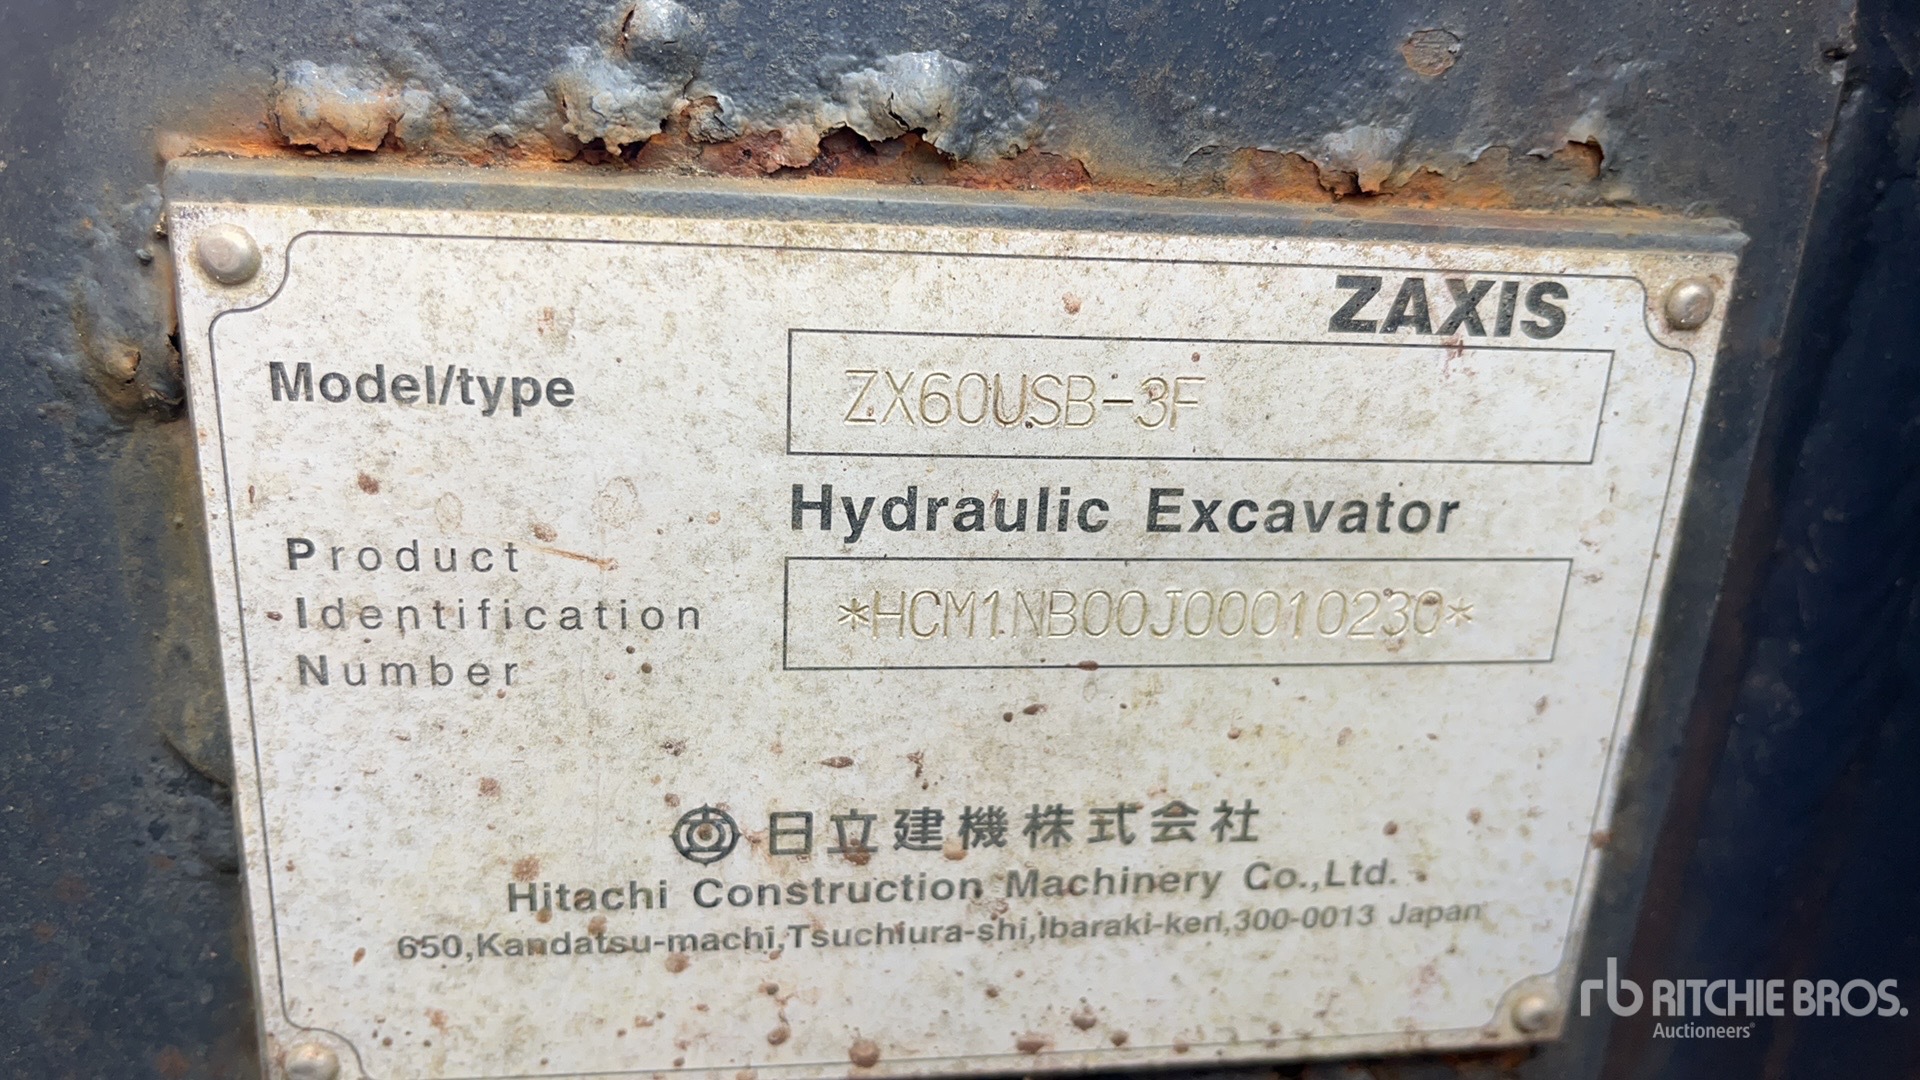 ZAXIS
Model/type
ZX60USB-3F
Hydraulic Excavator
Product
Identification
Number
*HCM1NB00J00010230*
日立建機株式会社
Hitachi Construction Machinery Co.,Ltd.
650,Kandatsu-machi,Tsuchiura-shi,Ibaraki-ken,300-0013 Japan
rb RITCHIE BROS.
Auctioneers